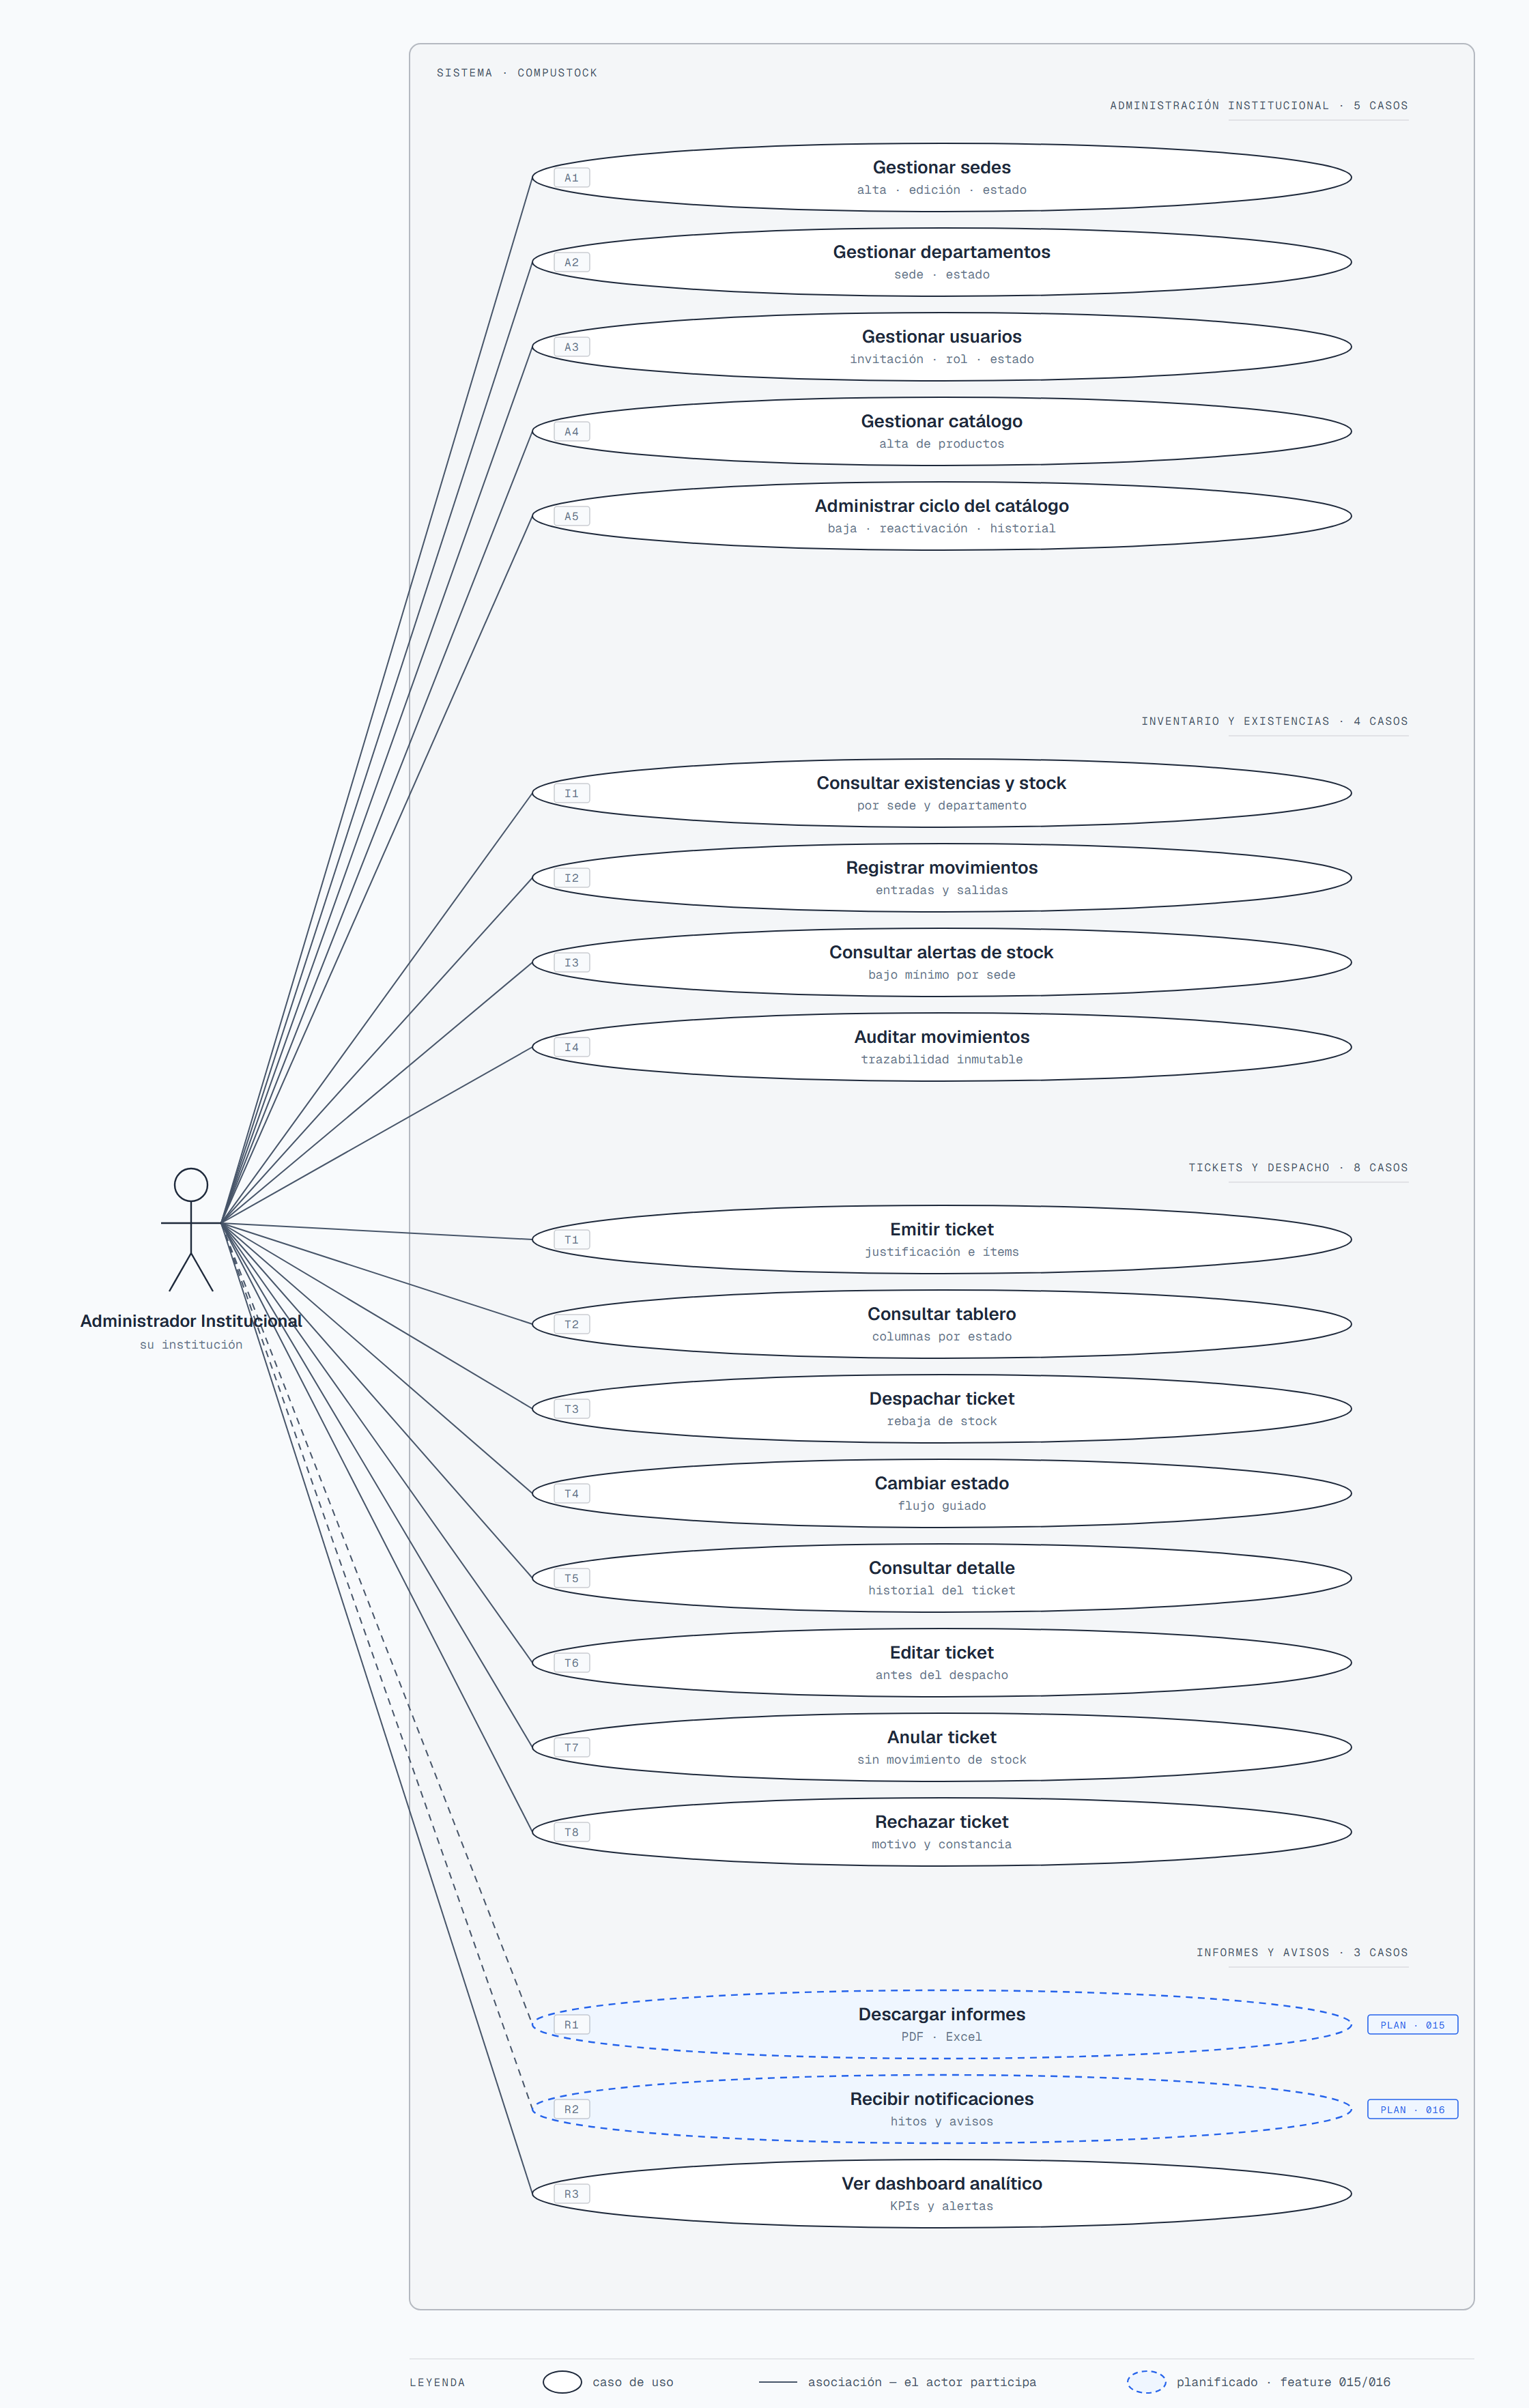 SISTEMA · COMPUSTOCK
ADMINISTRACIÓN INSTITUCIONAL · 5 CASOS
A1
Gestionar sedes
alta · edición · estado
A2
Gestionar departamentos
sede · estado
A3
Gestionar usuarios
invitación · rol · estado
A4
Gestionar catálogo
alta de productos
A5
Administrar ciclo del catálogo
baja · reactivación · historial
INVENTARIO Y EXISTENCIAS · 4 CASOS
I1
Consultar existencias y stock
por sede y departamento
I2
Registrar movimientos
entradas y salidas
I3
Consultar alertas de stock
bajo mínimo por sede
I4
Auditar movimientos
trazabilidad inmutable
Administrador Institucional
su institución
TICKETS Y DESPACHO · 8 CASOS
T1
Emitir ticket
justificación e ítems
T2
Consultar tablero
columnas por estado
T3
Despachar ticket
rebaja de stock
T4
Cambiar estado
flujo guiado
T5
Consultar detalle
historial del ticket
T6
Editar ticket
antes del despacho
T7
Anular ticket
sin movimiento de stock
T8
Rechazar ticket
motivo y constancia
INFORMES Y AVISOS · 3 CASOS
R1
Descargar informes
PDF · Excel
PLAN · 015
R2
Recibir notificaciones
hitos y avisos
PLAN · 016
R3
Ver dashboard analítico
KPIs y alertas
LEYENDA
caso de uso
asociación — el actor participa
planificado · feature 015/016